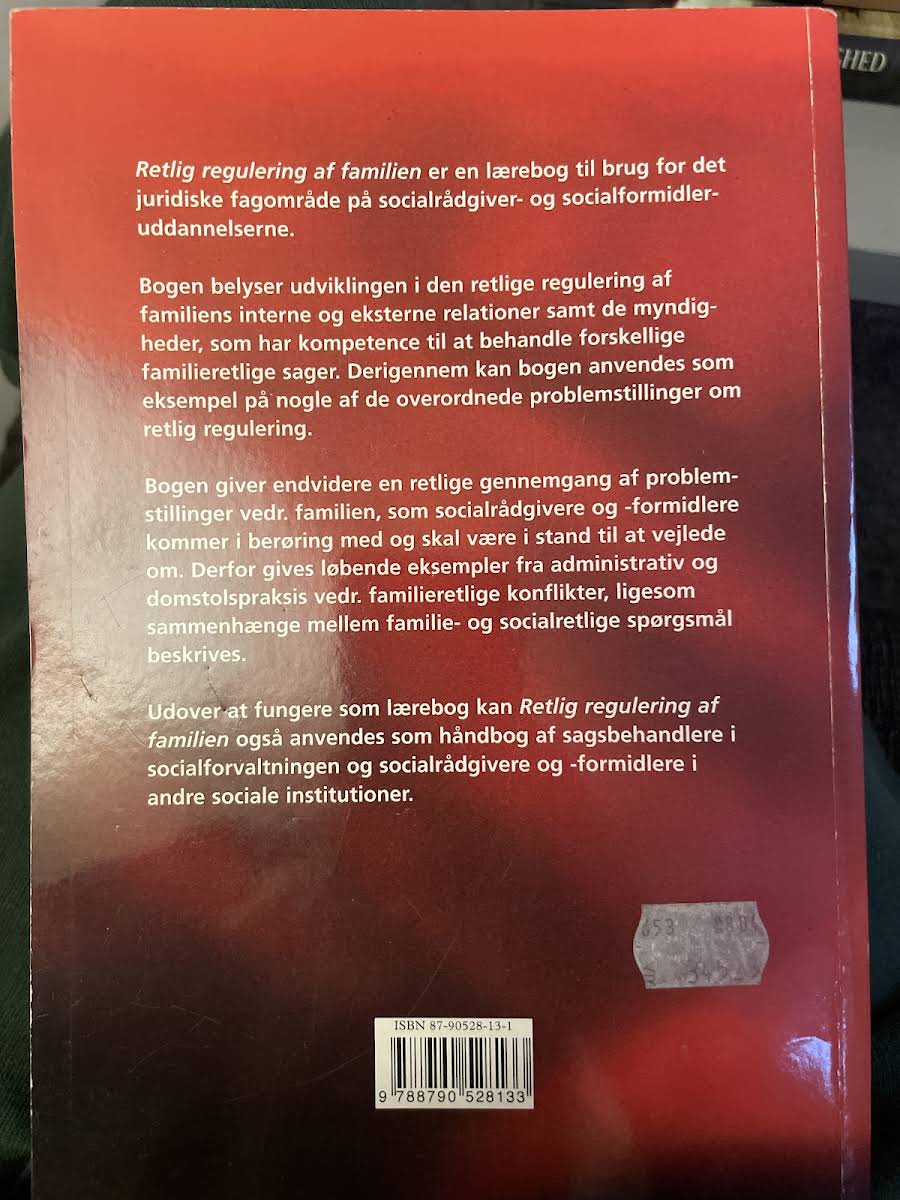 Retlig regulering af familien er en lærebog til brug for det
juridiske fagområde på socialrådgiver- og socialformidler-
uddannelserne.
Bogen belyser udviklingen i den retlige regulering af
familiens interne og eksterne relationer samt de myndig-
heder, som har kompetence til at behandle forskellige
familieretlige sager. Derigennem kan bogen anvendes som
eksempel på nogle af de overordnede problemstillinger om
retlig regulering.
Bogen giver endvidere en retlige gennemgang af problem-
stillinger vedr. familien, som socialrådgivere og -formidlere
kommer i berøring med og skal være i stand til at vejlede
om. Derfor gives løbende eksempler fra administrativ og
domstolspraksis vedr. familieretlige konflikter, ligesom
sammenhænge mellem familie- og socialretlige spørgsmål
beskrives.
Udover at fungere som lærebog kan Retlig regulering af
familien også anvendes som håndbog af sagsbehandlere i
socialforvaltningen og socialrådgivere og -formidlere i
andre sociale institutioner.
ISBN 87-90528-13-1
9 788790 528133